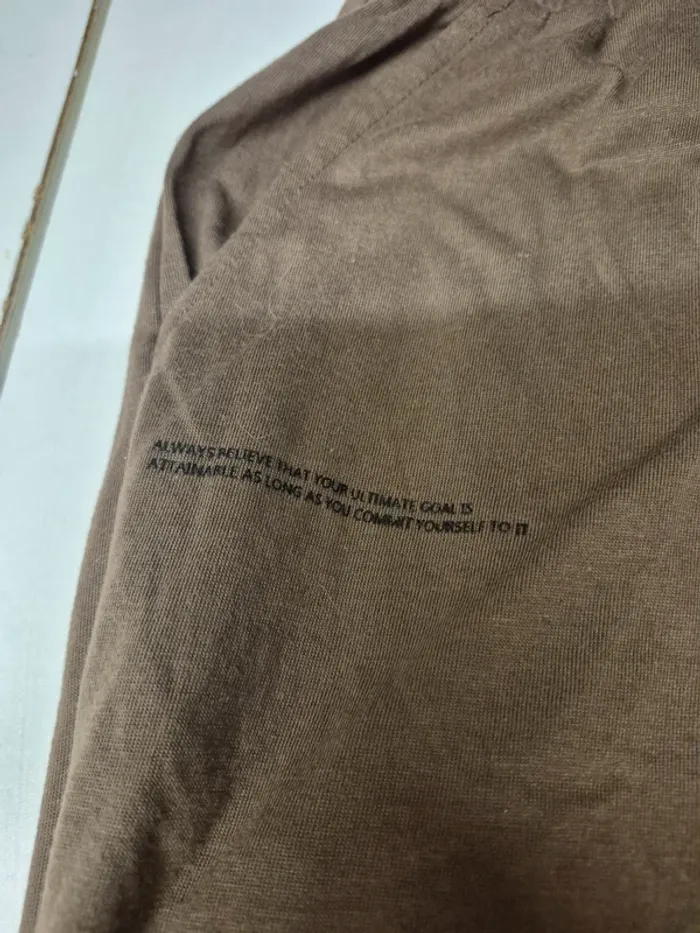 ALWAYS BELIEVE THAT YOUR ULTIMATE GOAL IS
ATTAINABLE AS LONG AS YOU COMMIT YOURSELF TO IT